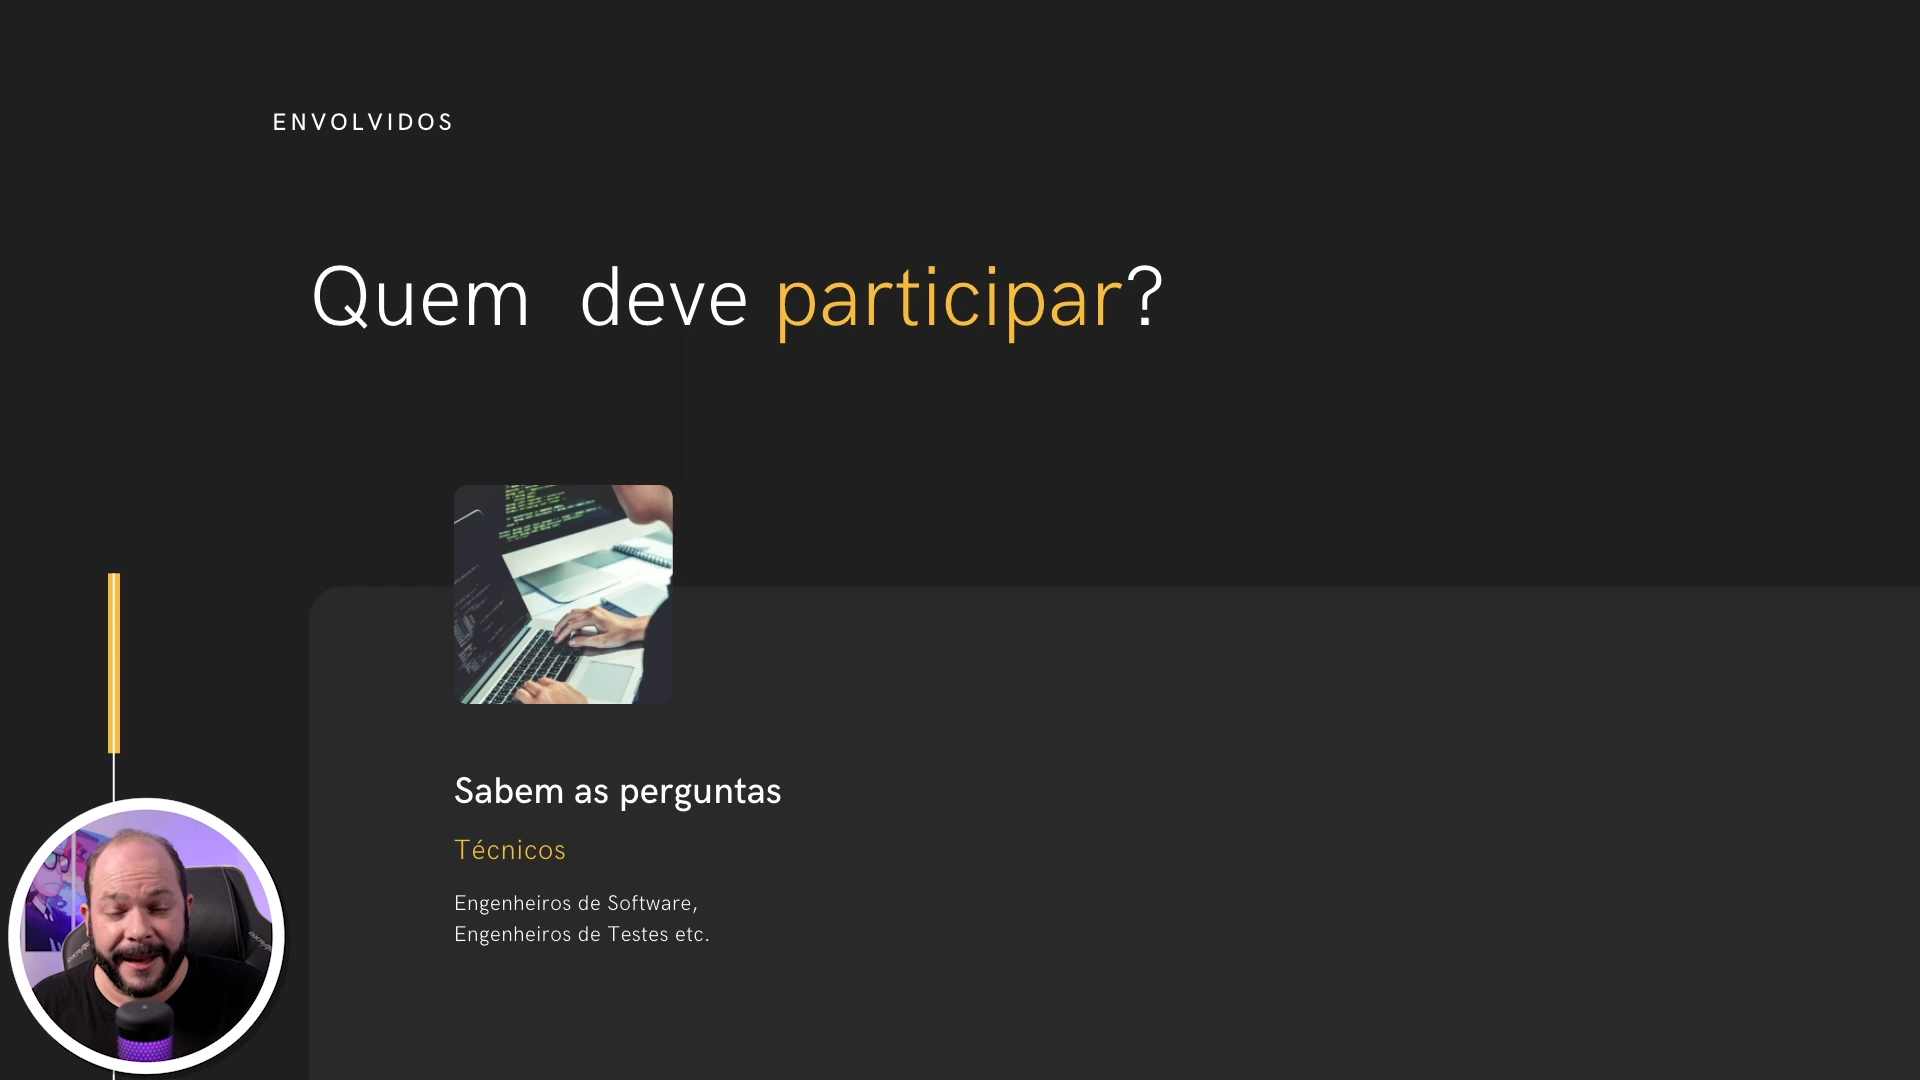 ENVOLVIDOS
Quem deve participar?
Sabem as perguntas
Técnicos
Engenheiros de Software,
Engenheiros de Testes etc.